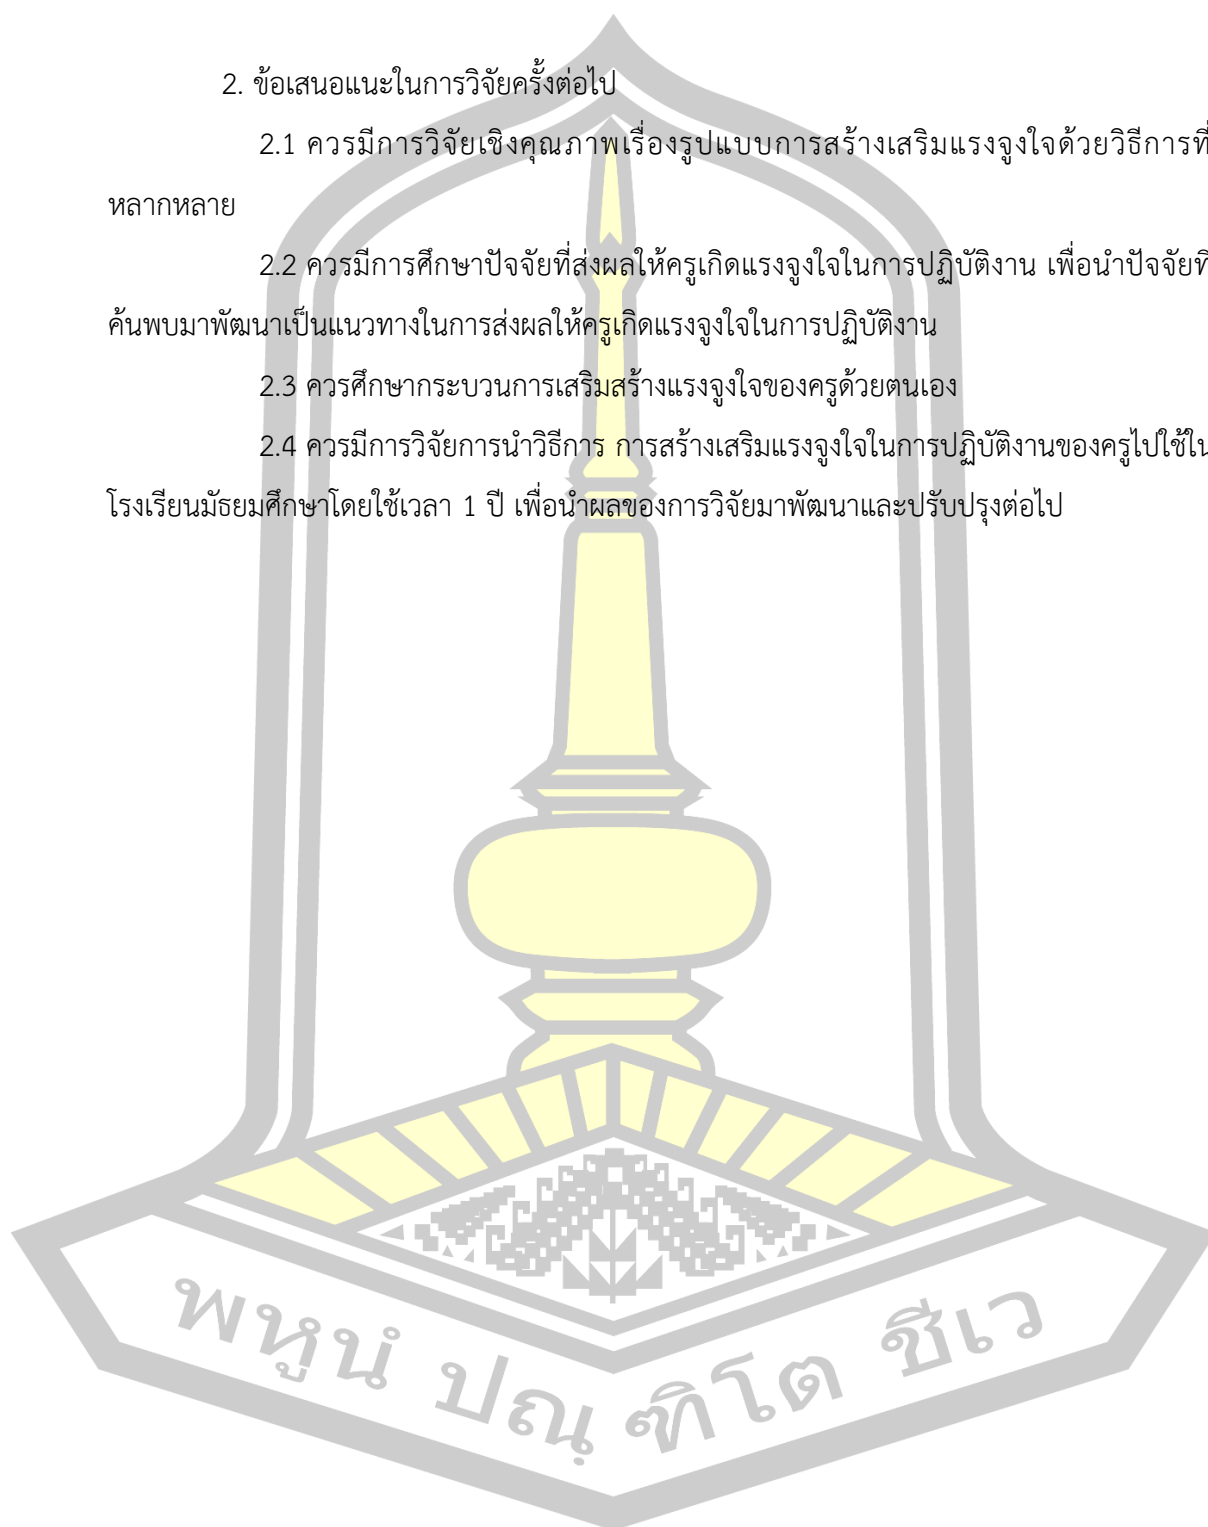 2. ข้อเสนอแนะในการวิจัยครั้งต่อไป
2.1 ควรมีการวิจัยเชิงคุณภาพเรื่องรูปแบบการสร้างเสริมแรงจูงใจด้วยวิธีการที่
หลากหลาย
2.2 ควรมีการศึกษาปัจจัยที่ส่งผลให้ครูเกิดแรงจูงใจในการปฏิบัติงาน เพื่อนำปัจจัยที่
ค้นพบมาพัฒนาเป็นแนวทางในการส่งผลให้ครูเกิดแรงจูงใจในการปฏิบัติงาน
2.3 ควรศึกษากระบวนการเสริมสร้างแรงจูงใจของครูด้วยตนเอง
2.4 ควรมีการวิจัยการนำวิธีการ การสร้างเสริมแรงจูงใจในการปฏิบัติงานของครูไปใช้ใน
โรงเรียนมัธยมศึกษาโดยใช้เวลา 1 ปี เพื่อนำผลของการวิจัยมาพัฒนาและปรับปรุงต่อไป
พหูนํ ปณฺฑิโต ชีเว